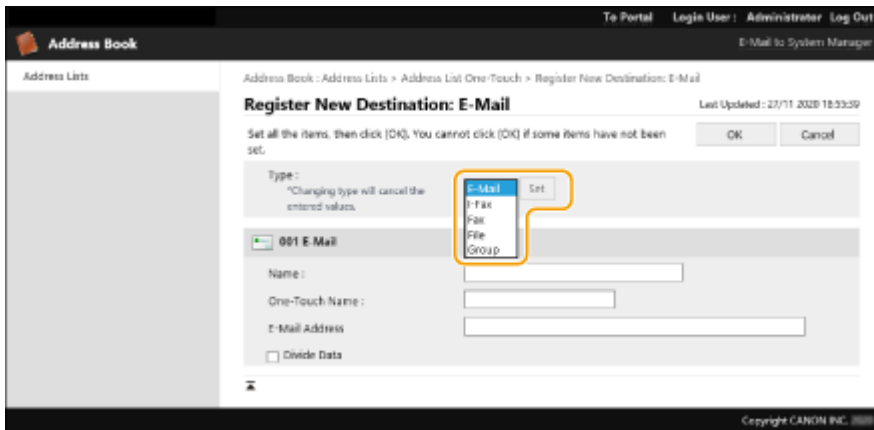 To Portal Login User : Administrator Log Out
Address Book
E-Mail to System Manager
Address Lists
Address Book : Address Lists > Address List One-Touch > Register New Destination: E-Mail
Register New Destination: E-Mail
Last Updated : 27/11 2020 18:33:39
Set all the items, then click [OK]. You cannot click [OK] if some items have not been
set.
OK Cancel
Type :
*Changing type will cancel the
entered values.
E-Mail Set
I-Fax
Fax
File
Group
001 E-Mail
Name :
One-Touch Name :
E-Mail Address
Divide Data
Copyright CANON INC.